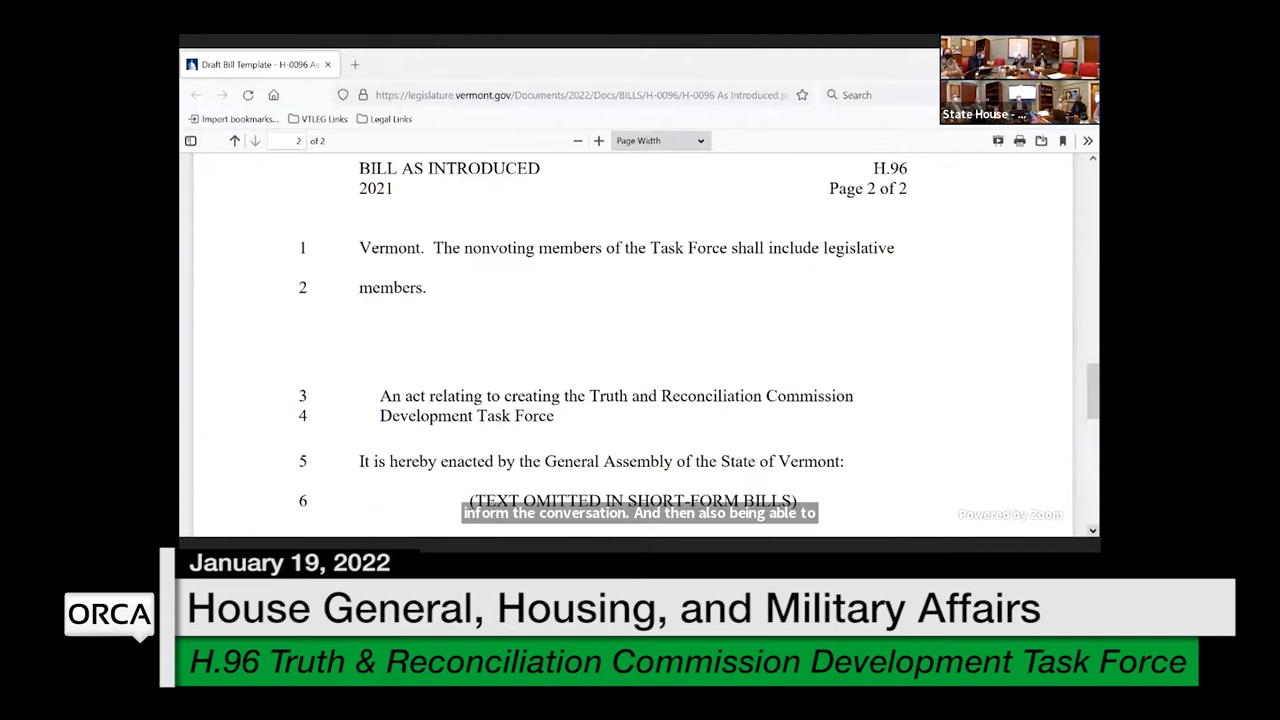 Draft Bill Template - H-0096 As
State House - ...
https://legislature.vermont.gov/Documents/2022/Docs/BILLS/H-0096/H-0096 As Introduced.p
Search
Import bookmarks...
VTLEG Links
Legal Links
2 of 2
Page Width
BILL AS INTRODUCED H.96
2021 Page 2 of 2
1 Vermont. The nonvoting members of the Task Force shall include legislative
2 members.
3 An act relating to creating the Truth and Reconciliation Commission
4 Development Task Force
5 It is hereby enacted by the General Assembly of the State of Vermont:
6 (TEXT OMITTED IN SHORT-FORM BILLS)
inform the conversation. And then also being able to
Powered by Zoom
January 19, 2022
ORCA
House General, Housing, and Military Affairs
H.96 Truth & Reconciliation Commission Development Task Force